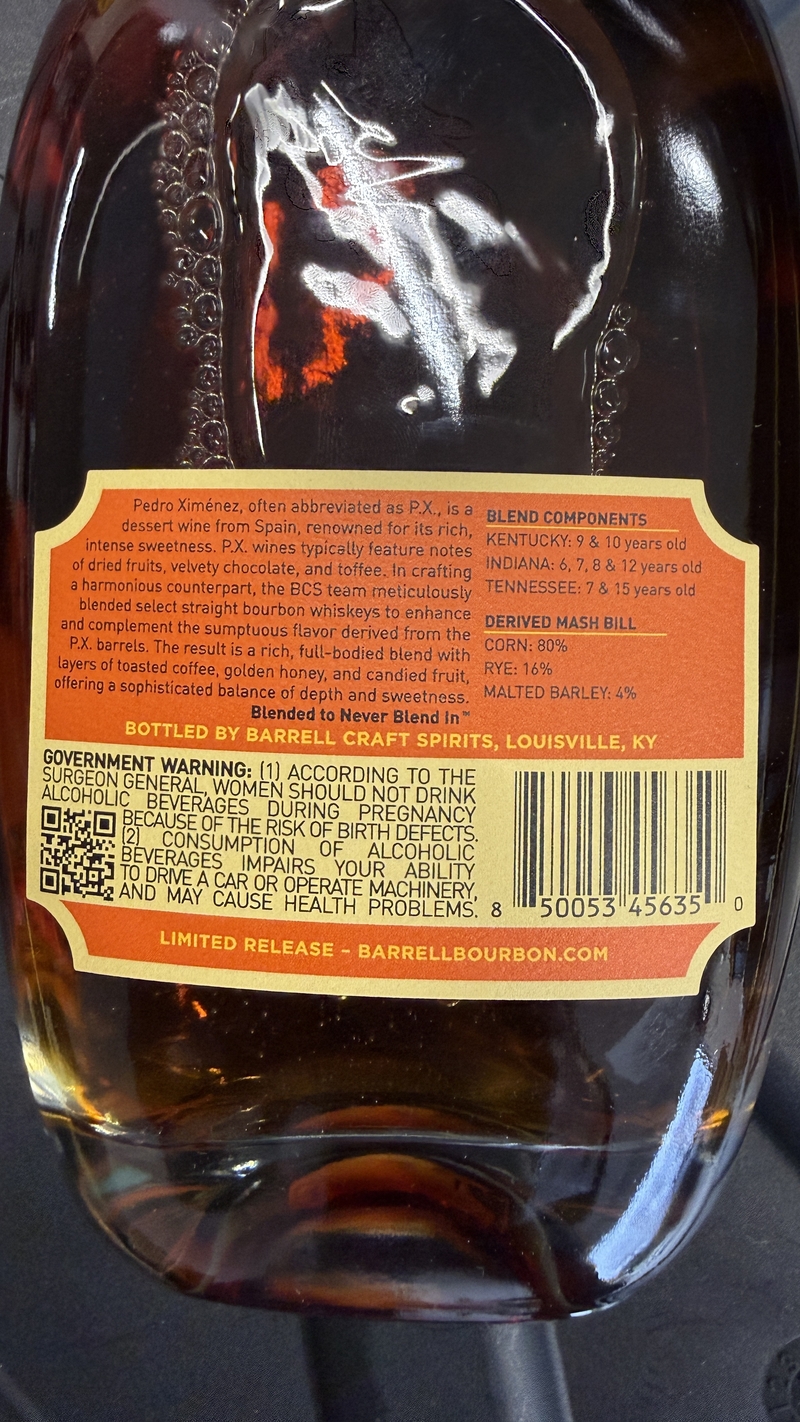 Pedro Ximénez, often abbreviated as P.X., is a
dessert wine from Spain, renowned for its rich,
intense sweetness. P.X. wines typically feature notes
of dried fruits, velvety chocolate, and toffee. In crafting
a harmonious counterpart, the BCS team meticulously
blended select straight bourbon whiskeys to enhance
and complement the sumptuous flavor derived from the
P.X. barrels. The result is a rich, full-bodied blend with
layers of toasted coffee, golden honey, and candied fruit,
offering a sophisticated balance of depth and sweetness.
Blended to Never Blend In™
BLEND COMPONENTS
KENTUCKY: 9 & 10 years old
INDIANA: 6, 7, 8 & 12 years old
TENNESSEE: 7 & 15 years old
DERIVED MASH BILL
CORN: 80%
RYE: 16%
MALTED BARLEY: 4%
BOTTLED BY BARRELL CRAFT SPIRITS, LOUISVILLE, KY
GOVERNMENT WARNING: (1) ACCORDING TO THE
SURGEON GENERAL, WOMEN SHOULD NOT DRINK
ALCOHOLIC BEVERAGES DURING PREGNANCY
BECAUSE OF THE RISK OF BIRTH DEFECTS.
(2) CONSUMPTION OF ALCOHOLIC
BEVERAGES IMPAIRS YOUR ABILITY
TO DRIVE A CAR OR OPERATE MACHINERY,
AND MAY CAUSE HEALTH PROBLEMS.
8 50053 45635 0
LIMITED RELEASE – BARRELLBOURBON.COM